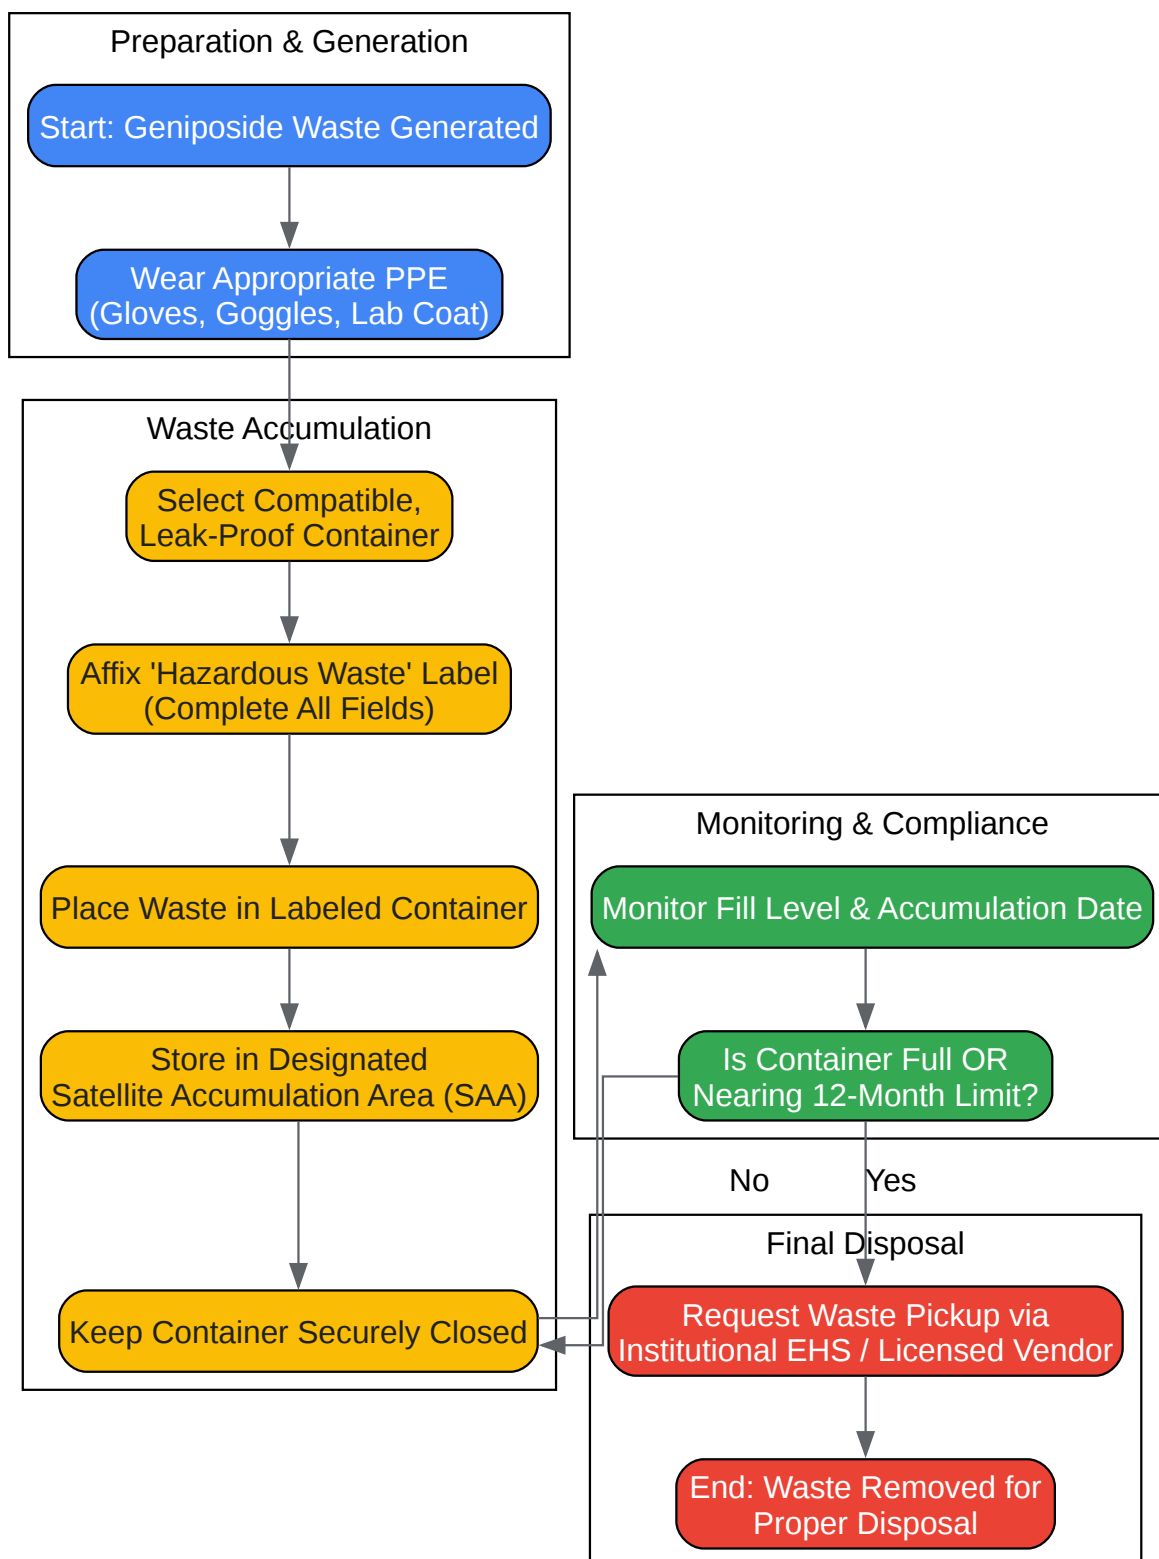 Preparation & Generation
Start: Geniposide Waste Generated
Wear Appropriate PPE
(Gloves, Goggles, Lab Coat)
Waste Accumulation
Select Compatible,
Leak-Proof Container
Affix 'Hazardous Waste' Label
(Complete All Fields)
Place Waste in Labeled Container
Store in Designated
Satellite Accumulation Area (SAA)
Keep Container Securely Closed
Monitoring & Compliance
Monitor Fill Level & Accumulation Date
Is Container Full OR
Nearing 12-Month Limit?
No
Yes
Final Disposal
Request Waste Pickup via
Institutional EHS / Licensed Vendor
End: Waste Removed for
Proper Disposal